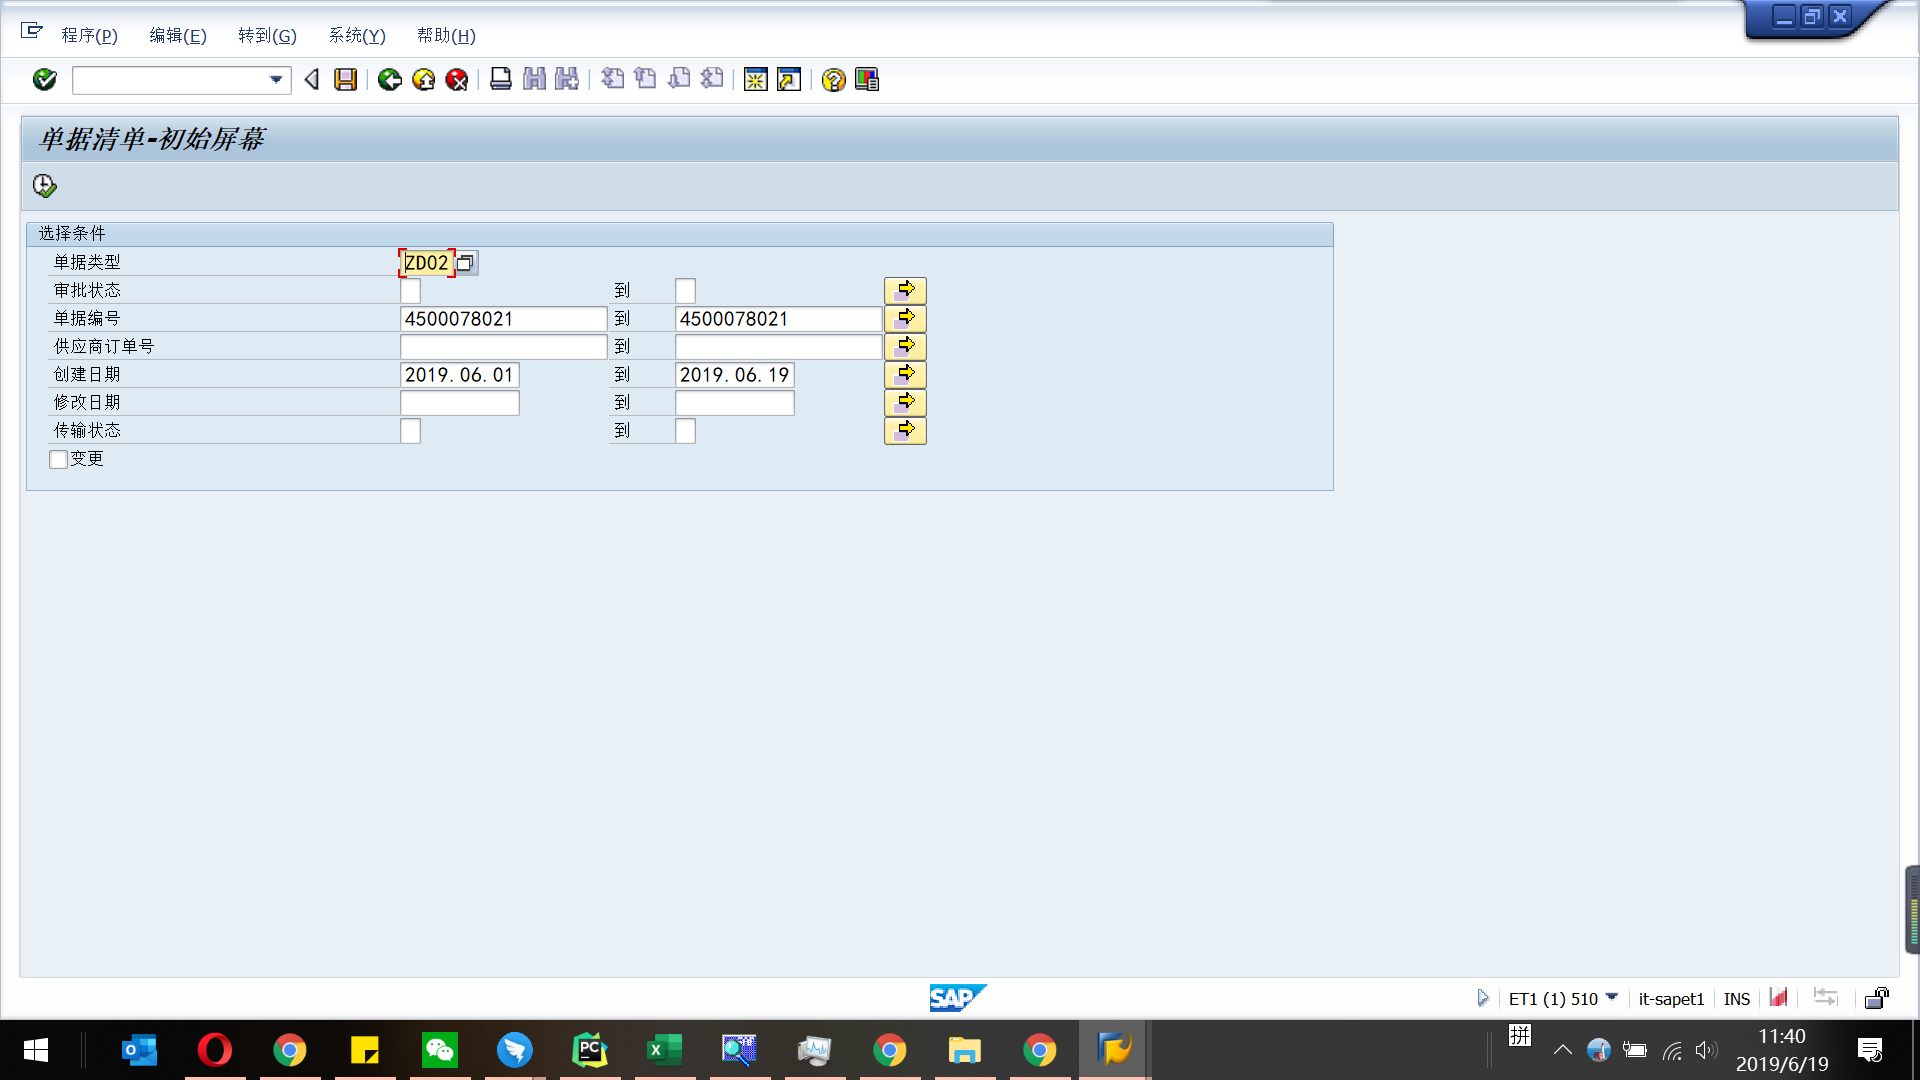 程序(P) 编辑(E) 转到(G) 系统(Y) 帮助(H)
单据清单-初始屏幕
选择条件
单据类型 ZD02
审批状态 到
单据编号 4500078021 到 4500078021
供应商订单号 到
创建日期 2019.06.01 到 2019.06.19
修改日期 到
传输状态 到
变更
SAP ET1 (1) 510 it-sapet1 INS
拼
PC
11:40
2019/6/19